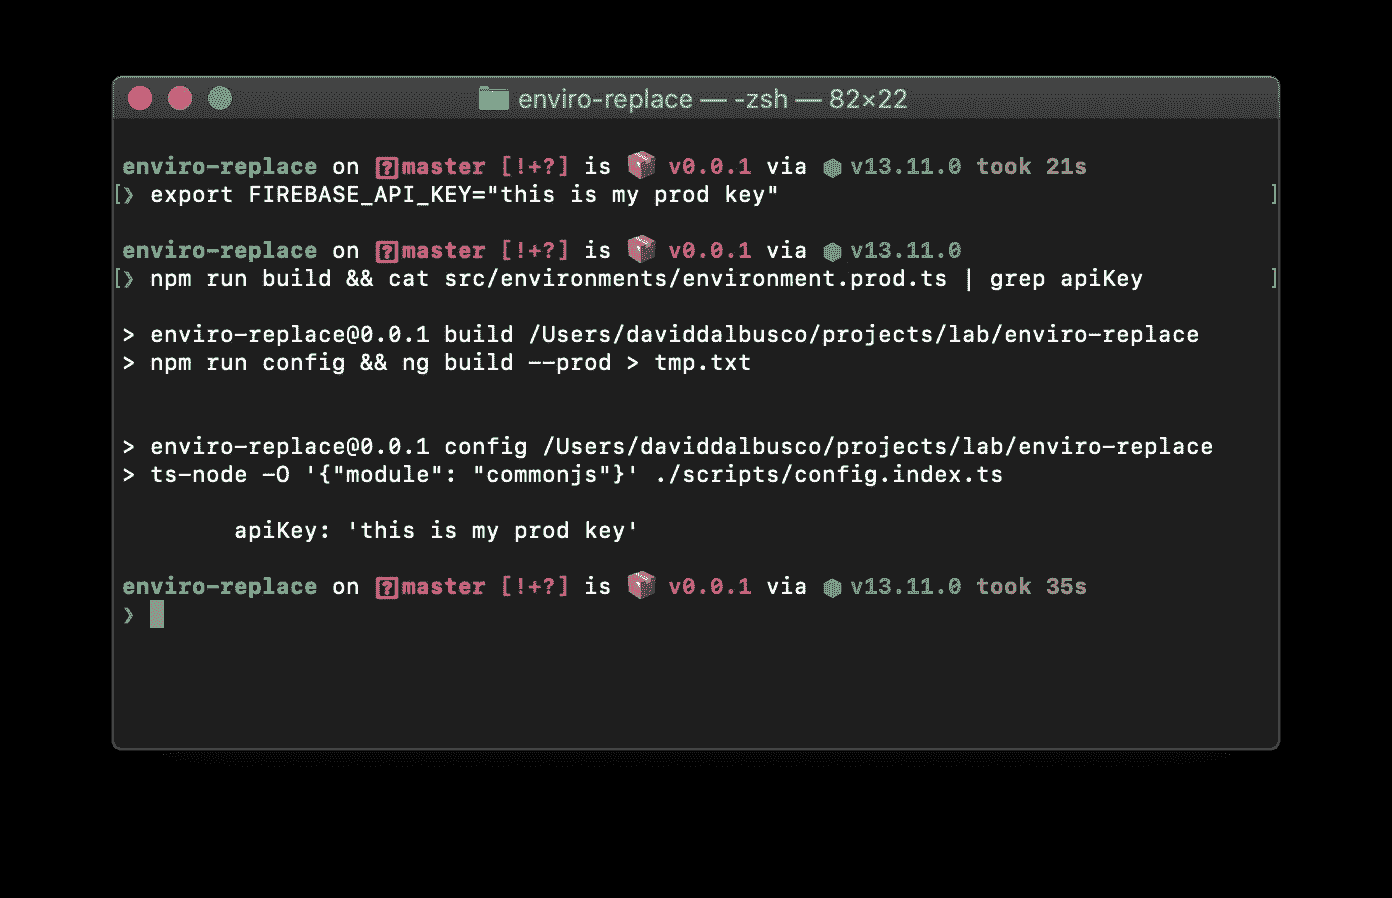 enviro-replace — -zsh — 82×22
enviro-replace on master [!+?] is 📦 v0.0.1 via ⬢ v13.11.0 took 21s
[❯ export FIREBASE_API_KEY="this is my prod key" ]
enviro-replace on master [!+?] is 📦 v0.0.1 via ⬢ v13.11.0
[❯ npm run build && cat src/environments/environment.prod.ts | grep apiKey ]
> enviro-replace@0.0.1 build /Users/daviddalbusco/projects/lab/enviro-replace
> npm run config && ng build --prod > tmp.txt
> enviro-replace@0.0.1 config /Users/daviddalbusco/projects/lab/enviro-replace
> ts-node -O '{"module": "commonjs"}' ./scripts/config.index.ts
apiKey: 'this is my prod key'
enviro-replace on master [!+?] is 📦 v0.0.1 via ⬢ v13.11.0 took 35s
❯